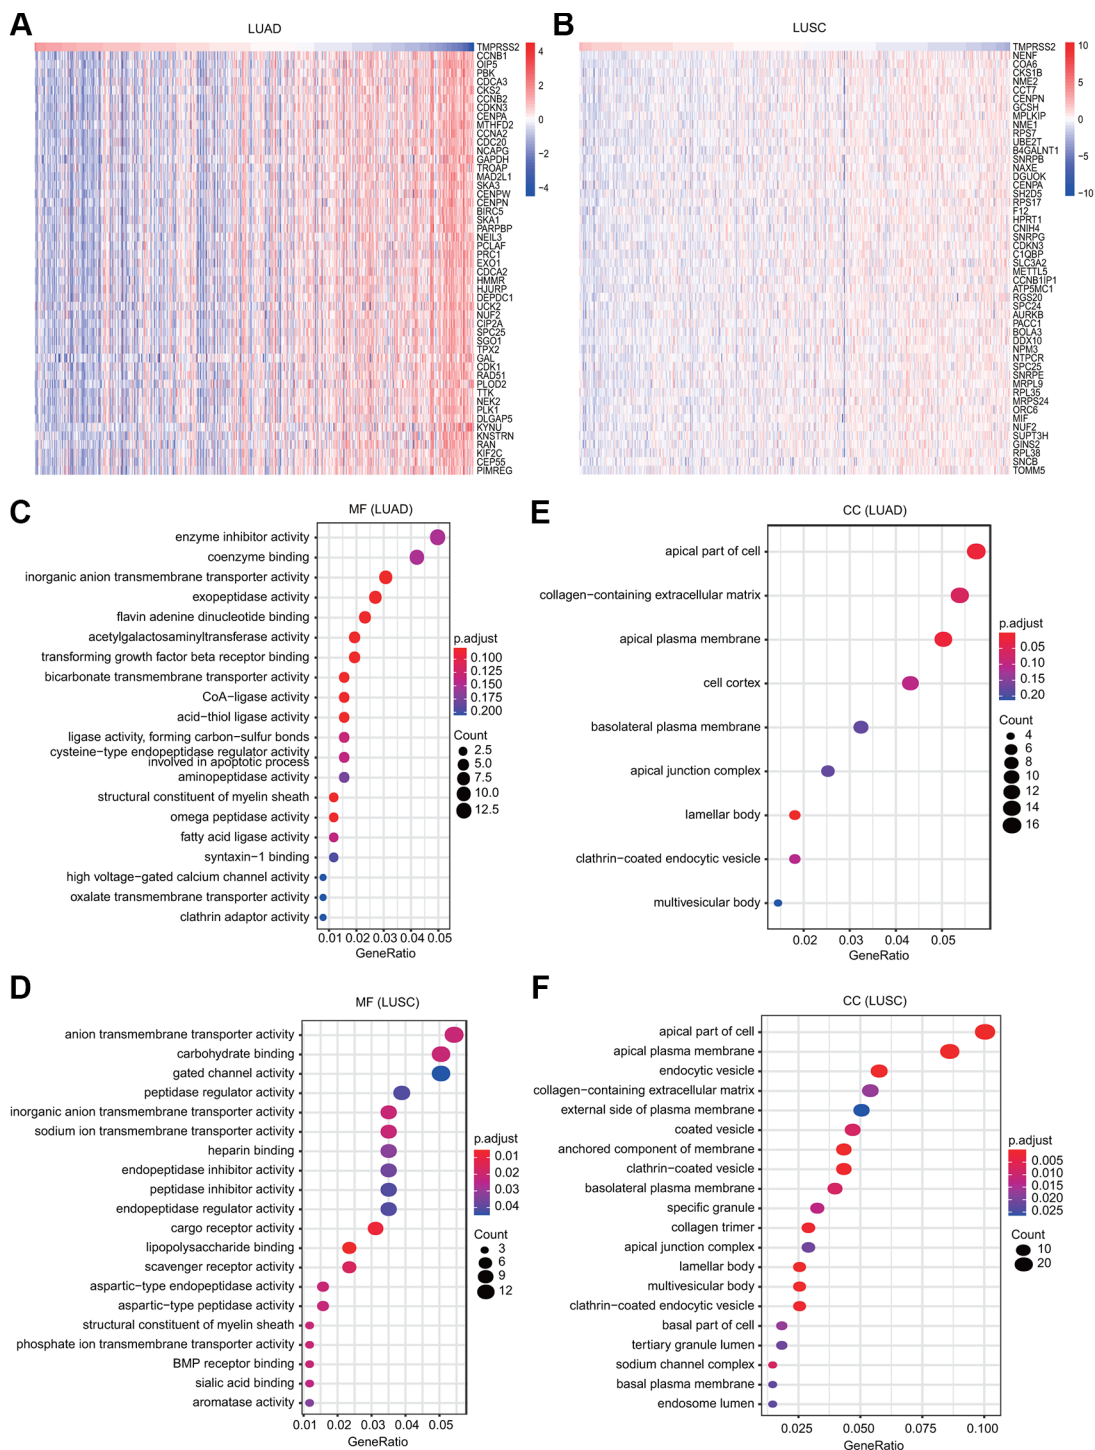 A
LUAD
TMPRSS2
CCNB1
OIP5
PBK
CDCA3
CKS2
CCNB2
CDKN3
CENPA
MTHFD2
CCNA2
CDC20
NCAPG
GAPDH
TROAP
MAD2L1
SKA3
CENPW
CENPN
BIRC5
SKA1
PARPBP
NEIL3
PCLAF
PRC1
EXO1
CDCA2
HMMR
HJURP
DEPDC1
UCK2
NUF2
CIP2A
SPC25
SGO1
TPX2
GAL
CDK1
RAD51
PLOD2
TTK
NEK2
PLK1
DLGAP5
KYNU
KNSTRN
RAN
KIF2C
CEP55
PIMREG
4
2
0
−2
−4
B
LUSC
TMPRSS2
NENF
COA6
CKS1B
NME2
CCT7
CENPN
GCSH
MPLKIP
NME1
RPS7
UBE2T
B4GALNT1
SNRPB
NAXE
DGUOK
CENPA
SH2D5
RPS17
F12
HPRT1
CNIH4
SNRPG
CDKN3
C1QBP
SLC3A2
METTL5
CCNB1IP1
ATP5MC1
RGS20
SPC24
AURKB
PACC1
BOLA3
DDX10
NPM3
NTPCR
SPC25
SNRPE
MRPL9
RPL35
MRPS24
ORC6
MIF
NUF2
SUPT3H
GINS2
RPL38
SNCB
TOMM5
10
5
0
−5
−10
C
MF (LUAD)
enzyme inhibitor activity
coenzyme binding
inorganic anion transmembrane transporter activity
exopeptidase activity
flavin adenine dinucleotide binding
acetylgalactosaminyltransferase activity
transforming growth factor beta receptor binding
bicarbonate transmembrane transporter activity
CoA−ligase activity
acid−thiol ligase activity
ligase activity, forming carbon−sulfur bonds
cysteine−type endopeptidase regulator activity
involved in apoptotic process
aminopeptidase activity
structural constituent of myelin sheath
omega peptidase activity
fatty acid ligase activity
syntaxin−1 binding
high voltage−gated calcium channel activity
oxalate transmembrane transporter activity
clathrin adaptor activity
0.01 0.02 0.03 0.04 0.05
GeneRatio
p.adjust
0.100
0.125
0.150
0.175
0.200
Count
2.5
5.0
7.5
10.0
12.5
E
CC (LUAD)
apical part of cell
collagen−containing extracellular matrix
apical plasma membrane
cell cortex
basolateral plasma membrane
apical junction complex
lamellar body
clathrin−coated endocytic vesicle
multivesicular body
0.02 0.03 0.04 0.05
GeneRatio
p.adjust
0.05
0.10
0.15
0.20
Count
4
6
8
10
12
14
16
D
MF (LUSC)
anion transmembrane transporter activity
carbohydrate binding
gated channel activity
peptidase regulator activity
inorganic anion transmembrane transporter activity
sodium ion transmembrane transporter activity
heparin binding
endopeptidase inhibitor activity
peptidase inhibitor activity
endopeptidase regulator activity
cargo receptor activity
lipopolysaccharide binding
scavenger receptor activity
aspartic−type endopeptidase activity
aspartic−type peptidase activity
structural constituent of myelin sheath
phosphate ion transmembrane transporter activity
BMP receptor binding
sialic acid binding
aromatase activity
0.01 0.02 0.03 0.04 0.05
GeneRatio
p.adjust
0.01
0.02
0.03
0.04
Count
3
6
9
12
F
CC (LUSC)
apical part of cell
apical plasma membrane
endocytic vesicle
collagen−containing extracellular matrix
external side of plasma membrane
coated vesicle
anchored component of membrane
clathrin−coated vesicle
basolateral plasma membrane
specific granule
collagen trimer
apical junction complex
lamellar body
multivesicular body
clathrin−coated endocytic vesicle
basal part of cell
tertiary granule lumen
sodium channel complex
basal plasma membrane
endosome lumen
0.025 0.050 0.075 0.100
GeneRatio
p.adjust
0.005
0.010
0.015
0.020
0.025
Count
10
20